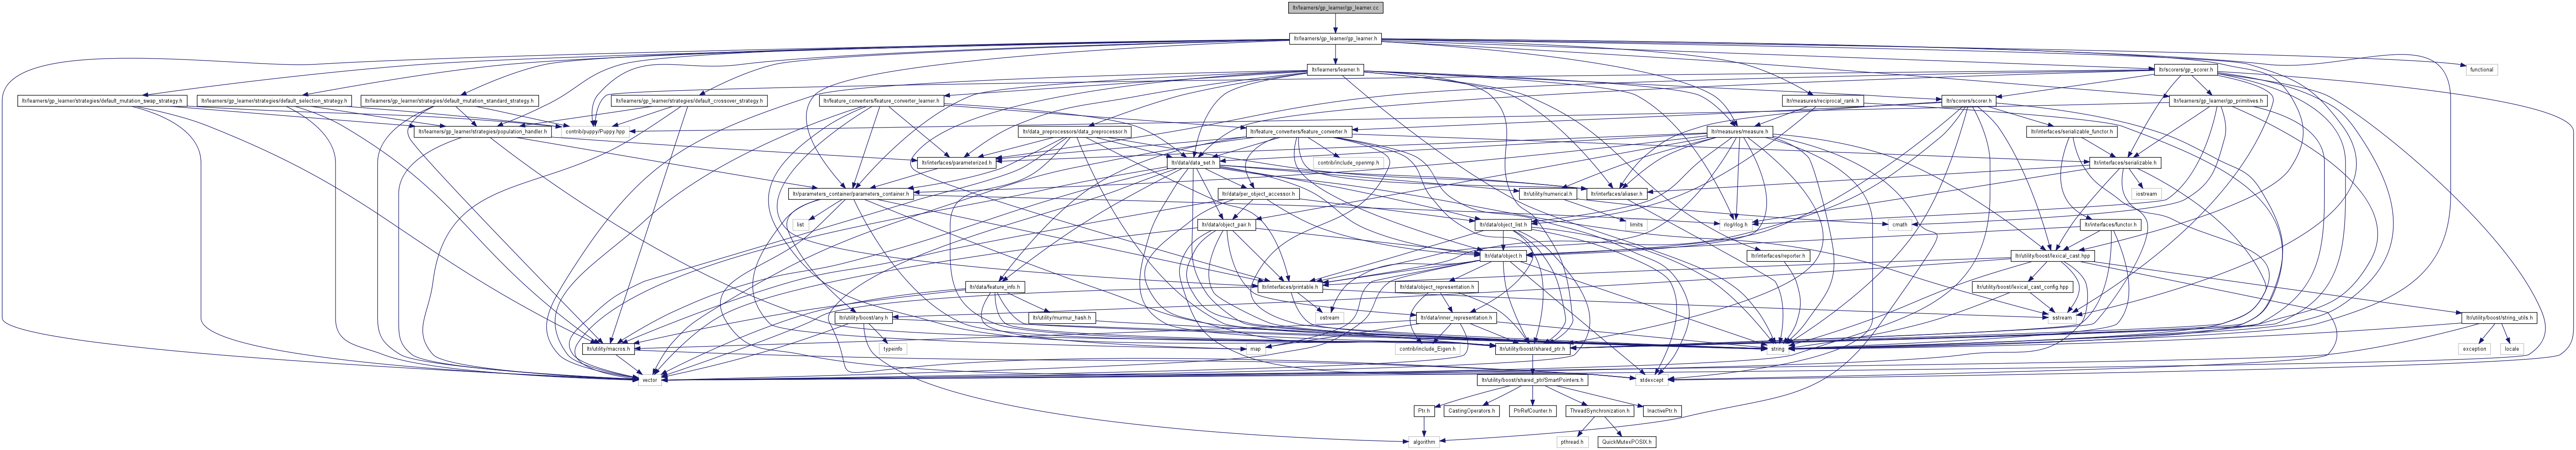 ltr/learners/gp_learner/gp_learner.cc
ltr/learners/gp_learner/gp_learner.h
ltr/learners/learner.h
ltr/scorers/gp_scorer.h
functional
ltr/learners/gp_learner/strategies/default_mutation_swap_strategy.h
ltr/learners/gp_learner/strategies/default_selection_strategy.h
ltr/learners/gp_learner/strategies/default_mutation_standard_strategy.h
ltr/learners/gp_learner/strategies/default_crossover_strategy.h
ltr/feature_converters/feature_converter_learner.h
ltr/measures/reciprocal_rank.h
ltr/scorers/scorer.h
ltr/learners/gp_learner/gp_primitives.h
ltr/learners/gp_learner/strategies/population_handler.h
contrib/puppy/Puppy.hpp
ltr/data_preprocessors/data_preprocessor.h
ltr/feature_converters/feature_converter.h
ltr/measures/measure.h
ltr/interfaces/serializable_functor.h
ltr/interfaces/parameterized.h
ltr/data/data_set.h
contrib/include_openmp.h
ltr/interfaces/serializable.h
ltr/parameters_container/parameters_container.h
ltr/data/per_object_accessor.h
ltr/utility/numerical.h
ltr/interfaces/aliaser.h
iostream
list
ltr/data/object_pair.h
ltr/data/object_list.h
limits
rlog/rlog.h
cmath
ltr/interfaces/functor.h
ltr/data/object.h
ltr/interfaces/reporter.h
ltr/utility/boost/lexical_cast.hpp
ltr/data/feature_info.h
ltr/interfaces/printable.h
ltr/data/object_representation.h
ltr/utility/boost/lexical_cast_config.hpp
ltr/utility/boost/any.h
ltr/utility/murmur_hash.h
ostream
ltr/data/inner_representation.h
sstream
ltr/utility/boost/string_utils.h
ltr/utility/macros.h
typeinfo
map
contrib/include_Eigen.h
ltr/utility/boost/shared_ptr.h
string
exception
locale
vector
ltr/utility/boost/shared_ptr/SmartPointers.h
stdexcept
Ptr.h
CastingOperators.h
PtrRefCounter.h
ThreadSynchronization.h
InactivePtr.h
algorithm
pthread.h
QuickMutexPOSIX.h